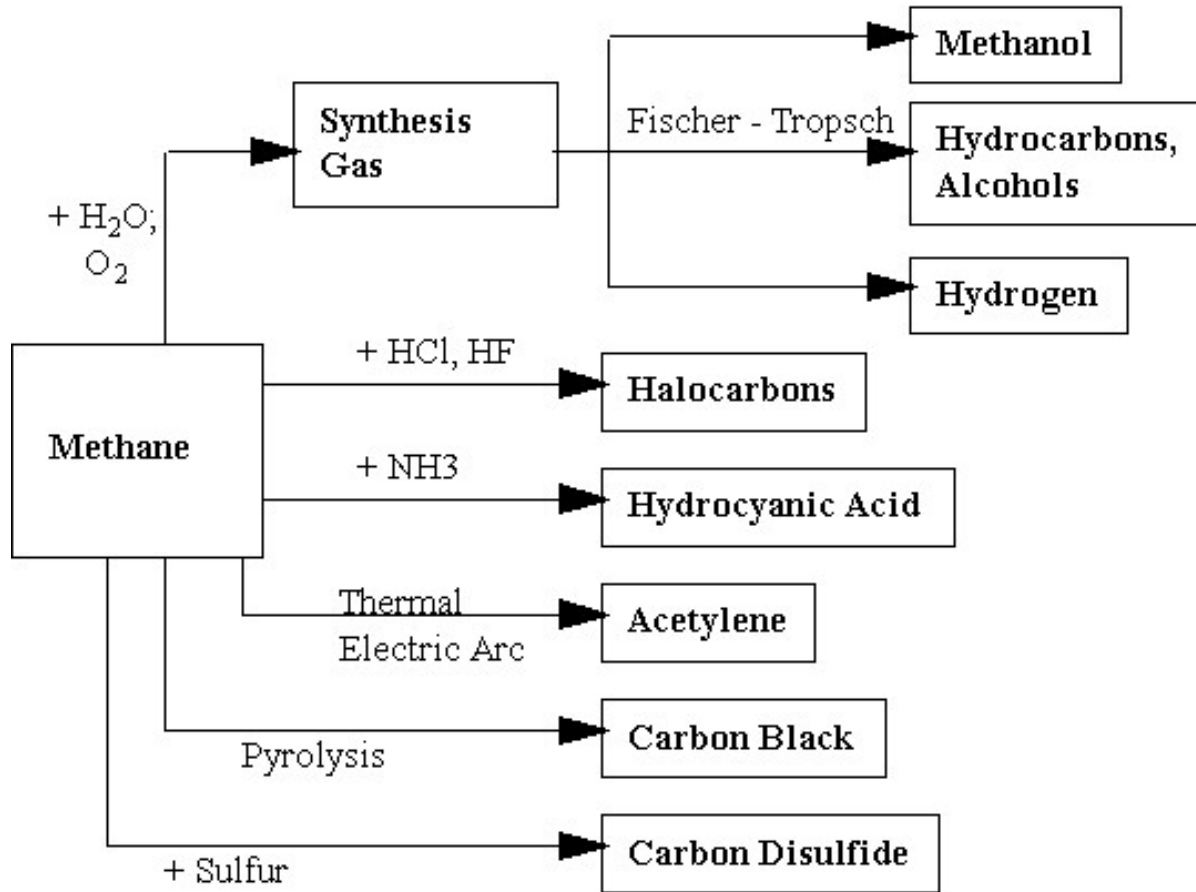 Methanol
Synthesis
Gas
Fischer - Tropsch
Hydrocarbons,
Alcohols
+ H₂O;
O₂
Hydrogen
+ HCl, HF
Halocarbons
Methane
+ NH3
Hydrocyanic Acid
Thermal
Electric Arc
Acetylene
Pyrolysis
Carbon Black
+ Sulfur
Carbon Disulfide